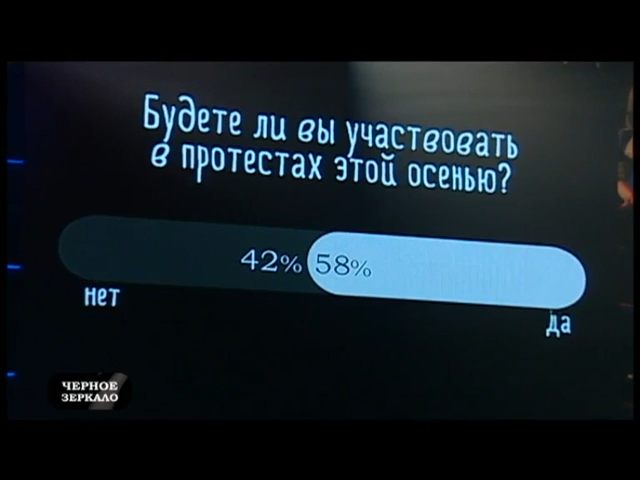 Будете ли вы участвовать
в протестах этой осенью?
42% 58%
нет
да
ЧЕРНОЕ
ЗЕРКАЛО